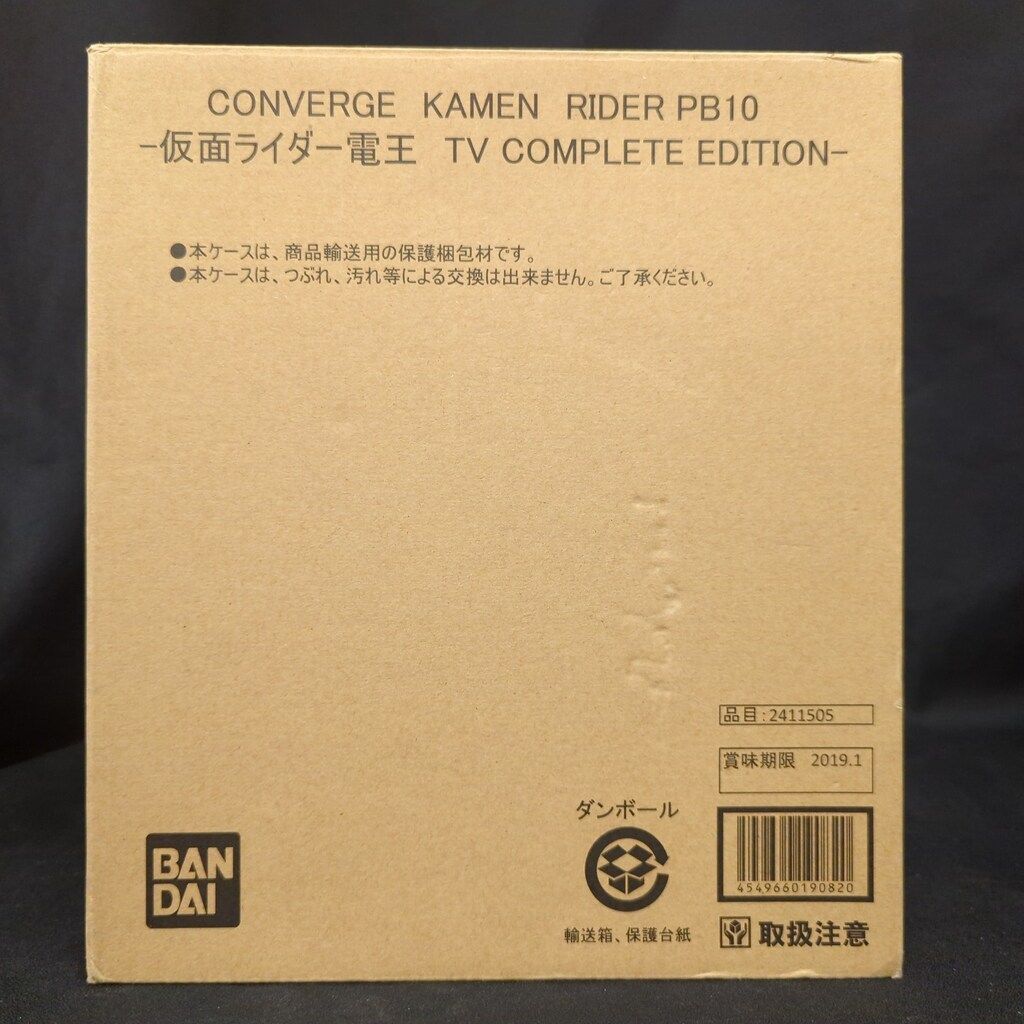 CONVERGE KAMEN RIDER PB10
-仮面ライダー電王 TV COMPLETE EDITION-
●本ケースは、商品輸送用の保護梱包材です。
●本ケースは、つぶれ、汚れ等による交換は出来ません。ご了承ください。
品目:2411505
賞味期限 2019.1
ダンボール
4549660190820
BAN
DAI
輸送箱、保護台紙
取扱注意